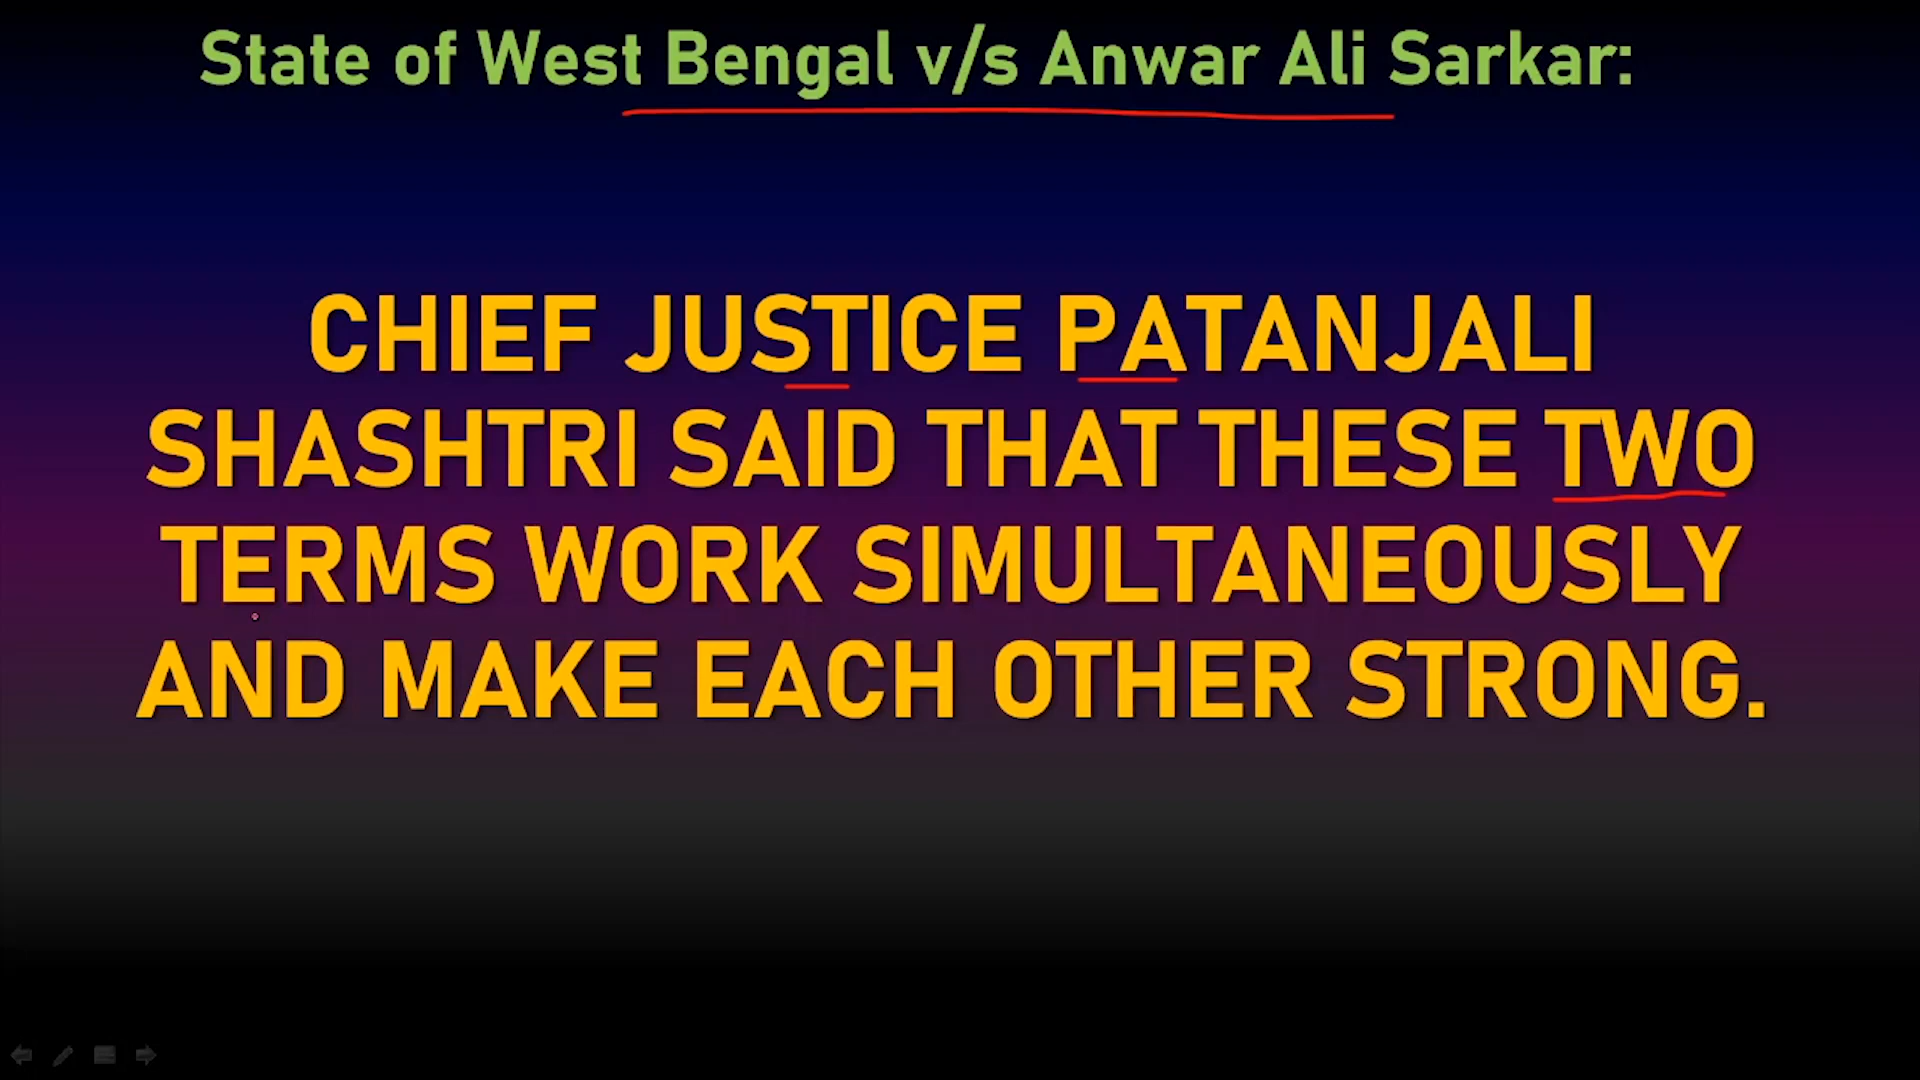 State of West Bengal v/s Anwar Ali Sarkar:
CHIEF JUSTICE PATANJALI
SHASHTRI SAID THAT THESE TWO
TERMS WORK SIMULTANEOUSLY
AND MAKE EACH OTHER STRONG.